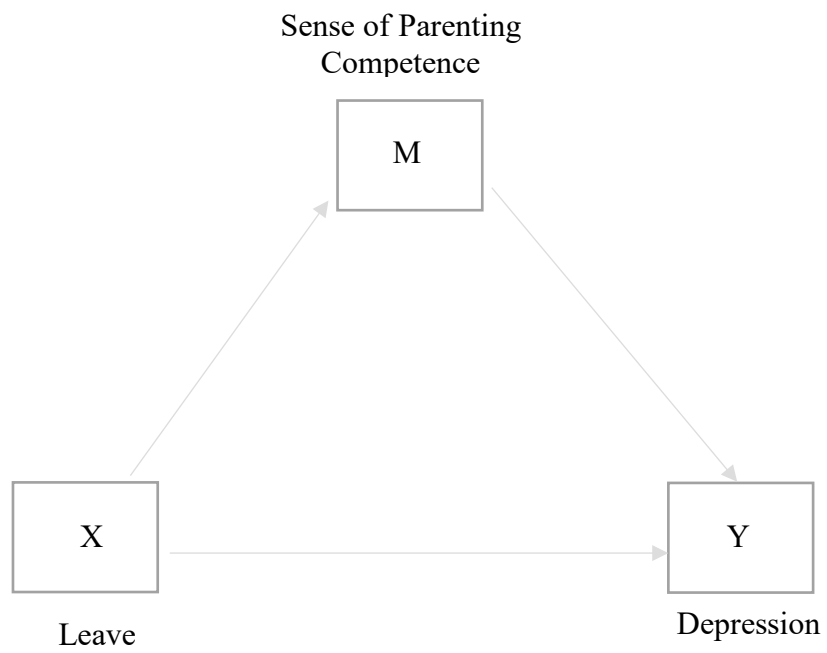 Sense of Parenting
Competence
M
X
Y
Leave
Depression